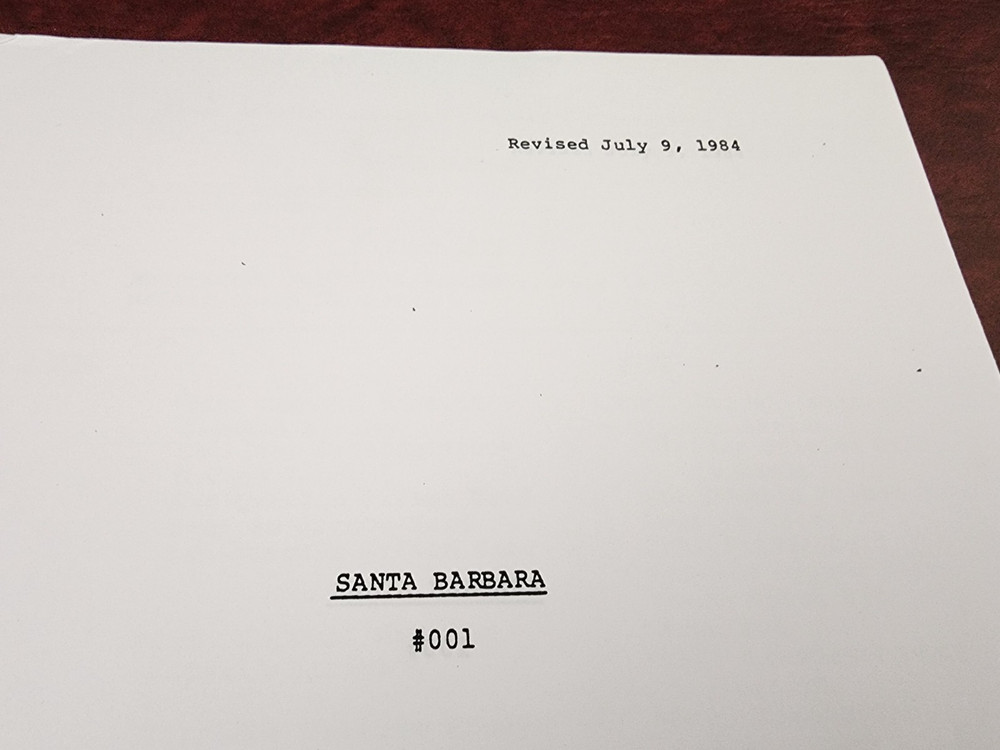 Revised July 9, 1984
SANTA BARBARA
#001